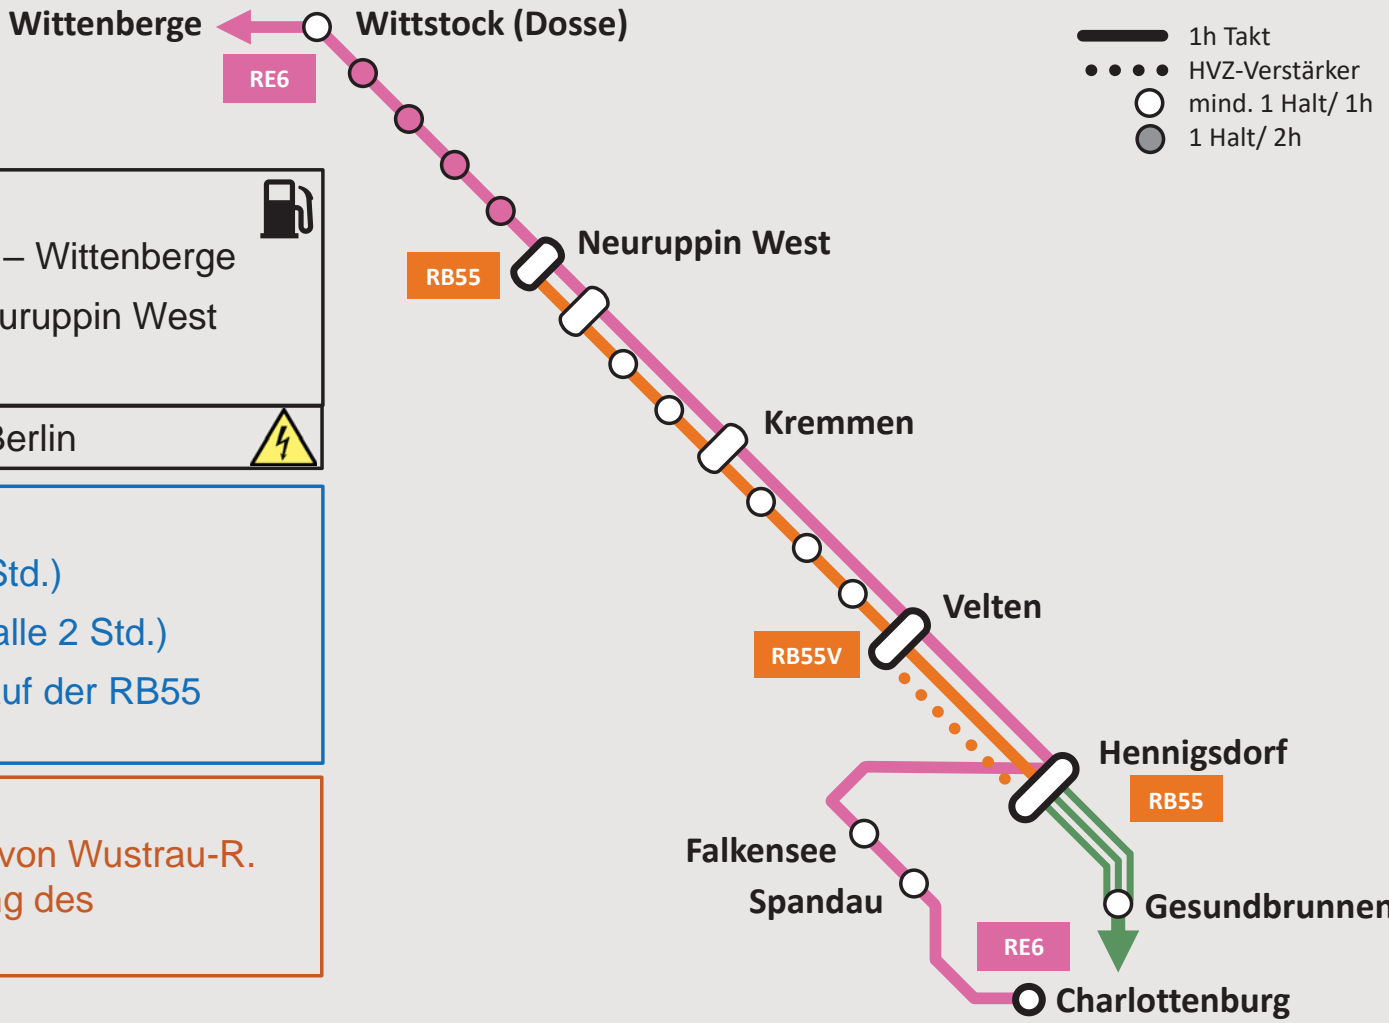 Wittenberge
Wittstock (Dosse)
RE6
1h Takt
HVZ-Verstärker
mind. 1 Halt/ 1h
1 Halt/ 2h
– Wittenberge
uruppin West
Berlin
Std.)
alle 2 Std.)
uf der RB55
von Wustrau-R.
ng des
Neuruppin West
RB55
Kremmen
Velten
RB55V
Hennigsdorf
RB55
Falkensee
Spandau
Gesundbrunnen
RE6
Charlottenburg